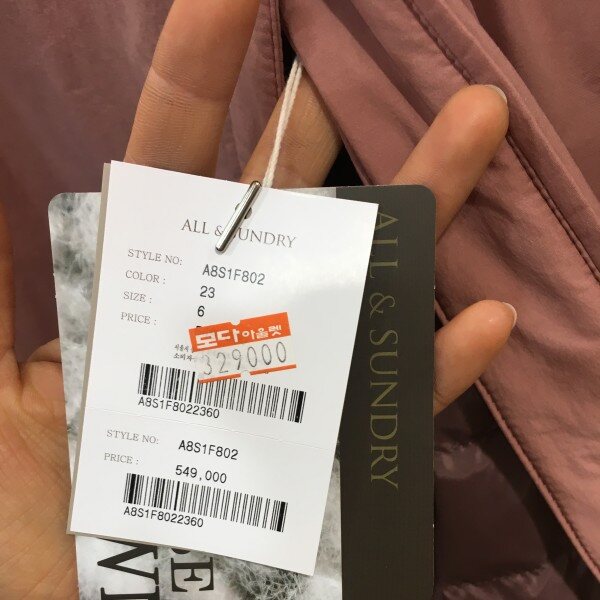 ALL & SUNDRY
STYLE NO: A8S1F802
COLOR : 23
SIZE : 6
PRICE :
모다아울렛
329000
A8S1F8022360
STYLE NO: A8S1F802
PRICE : 549,000
A8S1F8022360
ALL & SUNDRY